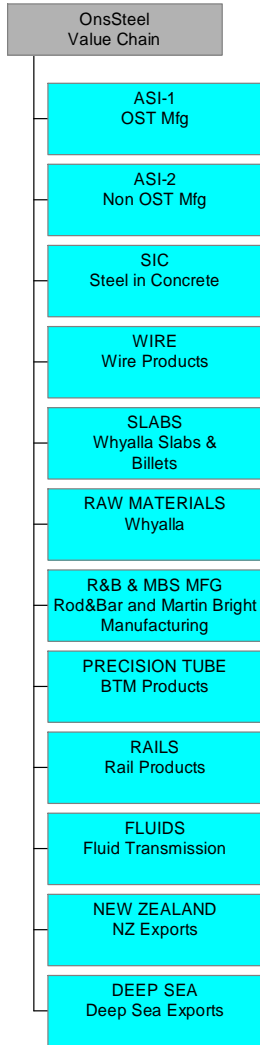 OnsSteel
Value Chain
ASI-1
OST Mfg
ASI-2
Non OST Mfg
SIC
Steel in Concrete
WIRE
Wire Products
SLABS
Whyalla Slabs &
Billets
RAW MATERIALS
Whyalla
R&B & MBS MFG
Rod&Bar and Martin Bright
Manufacturing
PRECISION TUBE
BTM Products
RAILS
Rail Products
FLUIDS
Fluid Transmission
NEW ZEALAND
NZ Exports
DEEP SEA
Deep Sea Exports